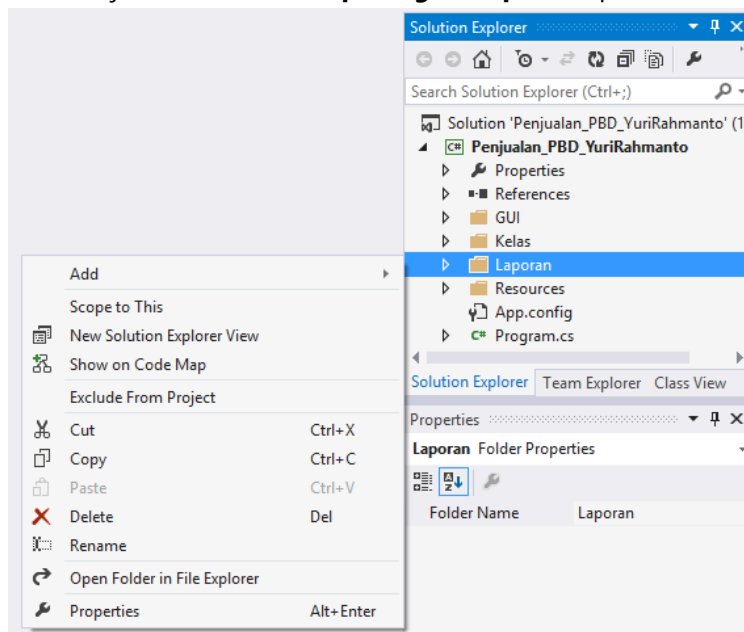 Solution Explorer
Search Solution Explorer (Ctrl+;)
Solution 'Penjualan_PBD_YuriRahmanto' (1
C# Penjualan_PBD_YuriRahmanto
Properties
References
GUI
Kelas
Laporan
Resources
App.config
C# Program.cs
Solution Explorer Team Explorer Class View
Properties
Laporan Folder Properties
Folder Name Laporan
Add
Scope to This
New Solution Explorer View
Show on Code Map
Exclude From Project
Cut Ctrl+X
Copy Ctrl+C
Paste Ctrl+V
Delete Del
Rename
Open Folder in File Explorer
Properties Alt+Enter